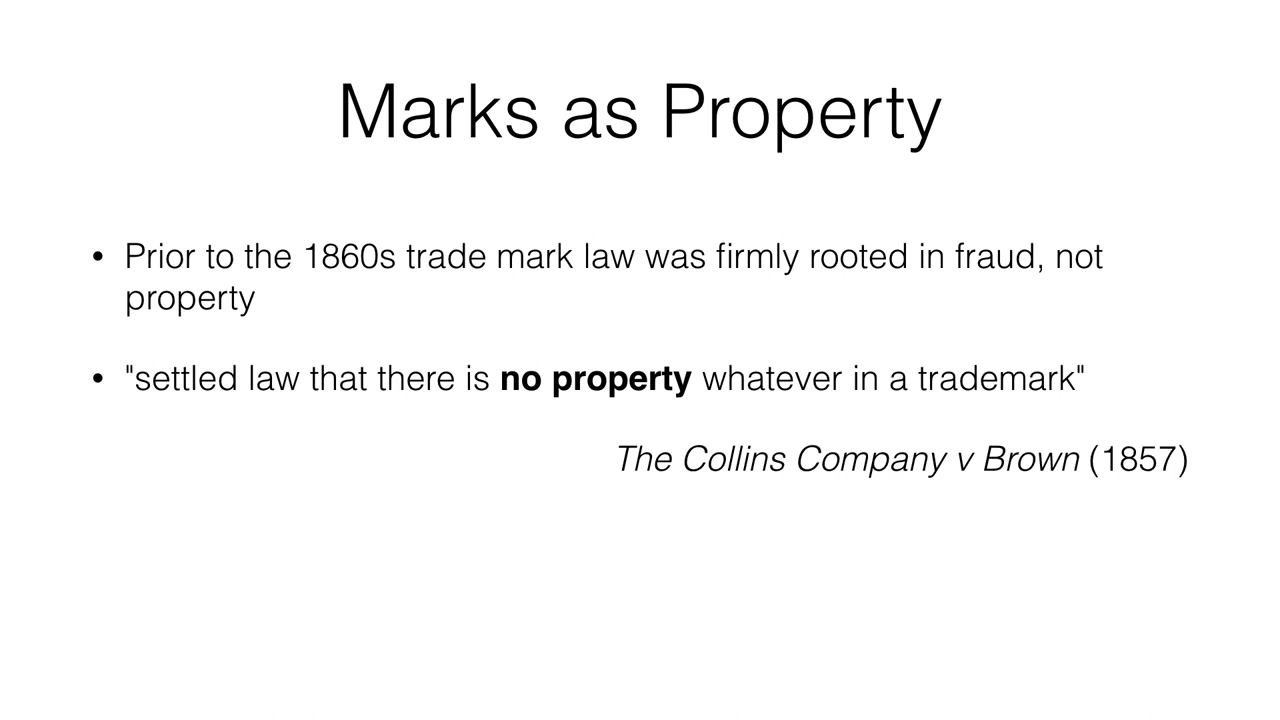 Marks as Property
• Prior to the 1860s trade mark law was firmly rooted in fraud, not
property
• "settled law that there is no property whatever in a trademark"
The Collins Company v Brown (1857)